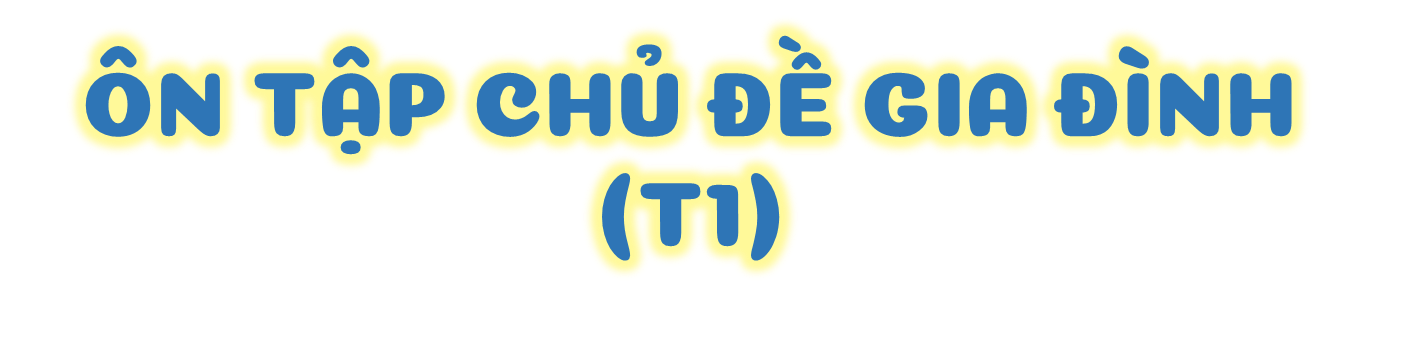 ÔN TẬP CHỦ ĐỀ GIA ĐÌNH
(T1)